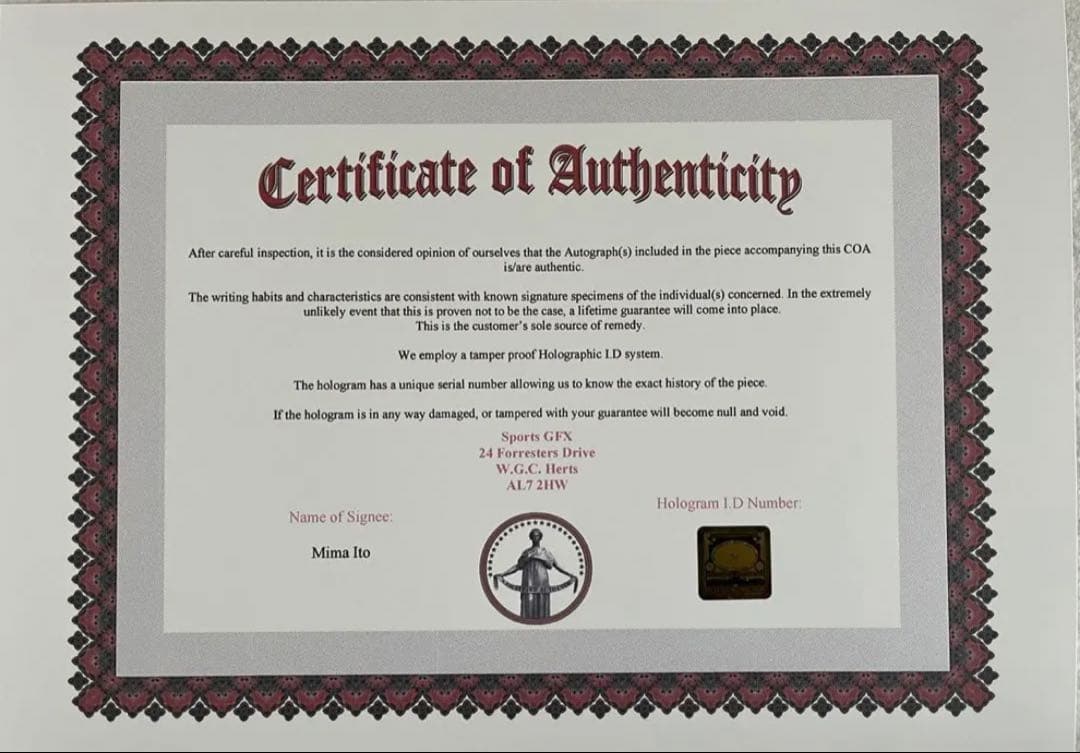 Certificate of Authenticity
After careful inspection, it is the considered opinion of ourselves that the Autograph(s) included in the piece accompanying this COA
is/are authentic.
The writing habits and characteristics are consistent with known signature specimens of the individual(s) concerned. In the extremely
unlikely event that this is proven not to be the case, a lifetime guarantee will come into place.
This is the customer's sole source of remedy.
We employ a tamper proof Holographic I.D system.
The hologram has a unique serial number allowing us to know the exact history of the piece.
If the hologram is in any way damaged, or tampered with your guarantee will become null and void.
Sports GFX
24 Forresters Drive
W.G.C. Herts
AL7 2HW
Name of Signee:
Hologram I.D Number:
Mima Ito